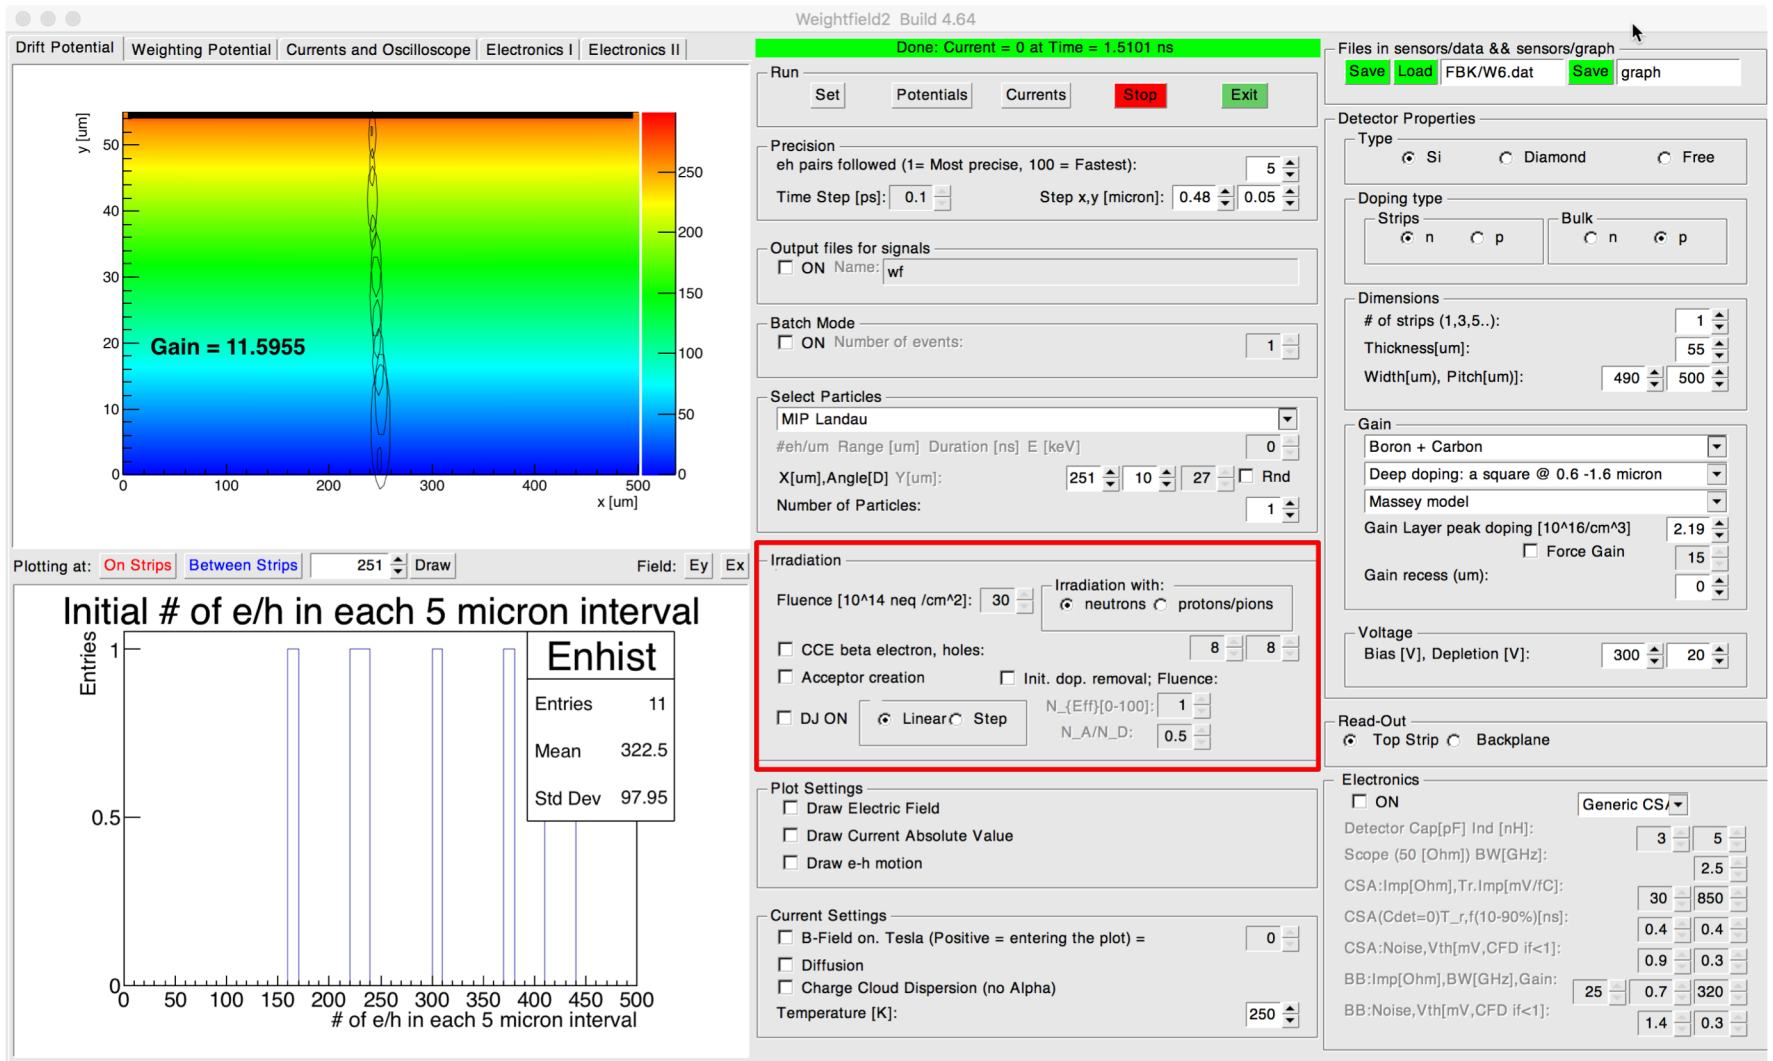 Weightfield2 Build 4.64
Drift Potential
Weighting Potential
Currents and Oscilloscope
Electronics I
Electronics II
y [um]
50
40
30
20
10
0
Gain = 11.5955
250
200
150
100
50
0
0 100 200 300 400 500
x [um]
Plotting at: On Strips Between Strips 251 Draw Field: Ey Ex
Initial # of e/h in each 5 micron interval
Entries
1
0.5
0
Enhist
Entries 11
Mean 322.5
Std Dev 97.95
0 50 100 150 200 250 300 350 400 450 500
# of e/h in each 5 micron interval
Done: Current = 0 at Time = 1.5101 ns
Run
Set Potentials Currents Stop Exit
Precision
eh pairs followed (1= Most precise, 100 = Fastest): 5
Time Step [ps]: 0.1 Step x,y [micron]: 0.48 0.05
Output files for signals
ON Name: wf
Batch Mode
ON Number of events: 1
Select Particles
MIP Landau
#eh/um Range [um] Duration [ns] E [keV] 0
X[um],Angle[D] Y[um]: 251 10 27 Rnd
Number of Particles: 1
Irradiation
Fluence [10^14 neq /cm^2]: 30
Irradiation with:
neutrons protons/pions
CCE beta electron, holes: 8 8
Acceptor creation Init. dop. removal; Fluence:
DJ ON Linear Step
N_{Eff}[0-100]: 1
N_A/N_D: 0.5
Plot Settings
Draw Electric Field
Draw Current Absolute Value
Draw e-h motion
Current Settings
B-Field on. Tesla (Positive = entering the plot) = 0
Diffusion
Charge Cloud Dispersion (no Alpha)
Temperature [K]: 250
Files in sensors/data && sensors/graph
Save Load FBK/W6.dat Save graph
Detector Properties
Type
Si Diamond Free
Doping type
Strips
n p
Bulk
n p
Dimensions
# of strips (1,3,5..): 1
Thickness[um]: 55
Width[um), Pitch[um)]: 490 500
Gain
Boron + Carbon
Deep doping: a square @ 0.6 -1.6 micron
Massey model
Gain Layer peak doping [10^16/cm^3] 2.19
Force Gain 15
Gain recess (um): 0
Voltage
Bias [V], Depletion [V]: 300 20
Read-Out
Top Strip Backplane
Electronics
ON Generic CSA
Detector Cap[pF] Ind [nH]: 3 5
Scope (50 [Ohm]) BW[GHz]: 2.5
CSA:Imp[Ohm],Tr.Imp[mV/fC]: 30 850
CSA(Cdet=0)T_r,f(10-90%)[ns]: 0.4 0.4
CSA:Noise,Vth[mV,CFD if<1]: 0.9 0.3
BB:Imp[Ohm],BW[GHz],Gain: 25 0.7 320
BB:Noise,Vth[mV,CFD if<1]: 1.4 0.3